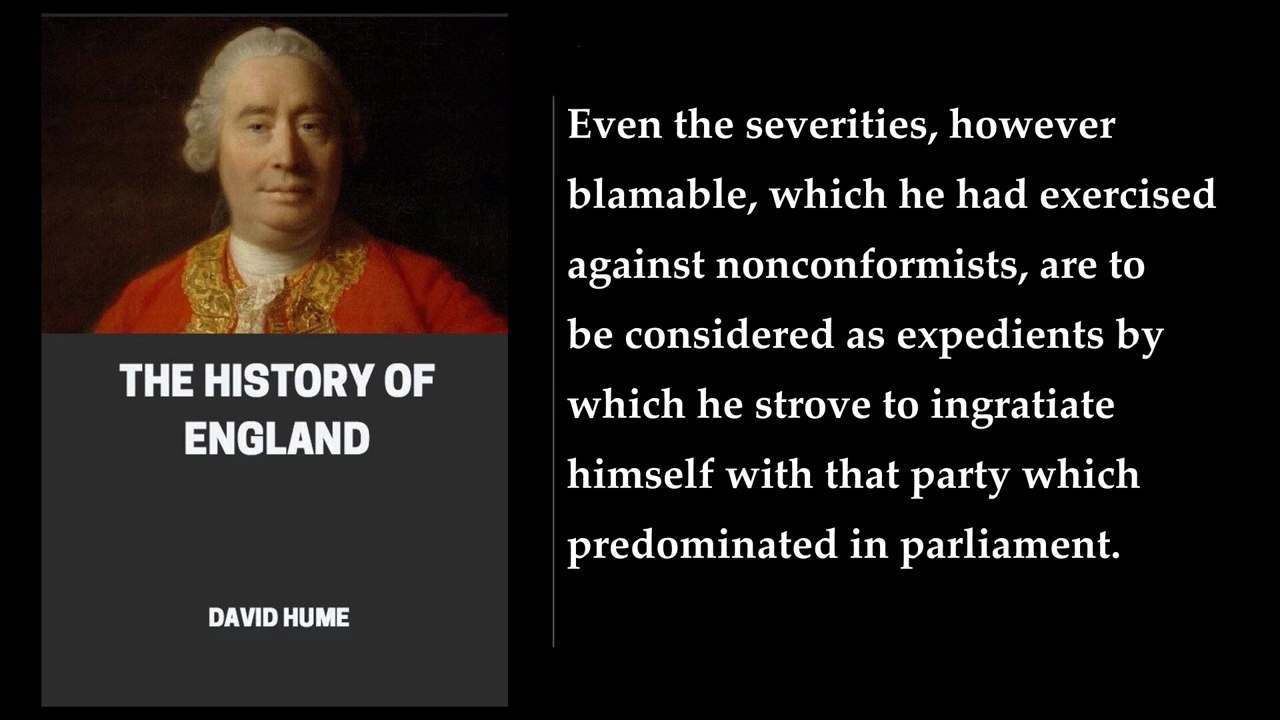 THE HISTORY OF
ENGLAND
DAVID HUME
Even the severities, however
blamable, which he had exercised
against nonconformists, are to
be considered as expedients by
which he strove to ingratiate
himself with that party which
predominated in parliament.